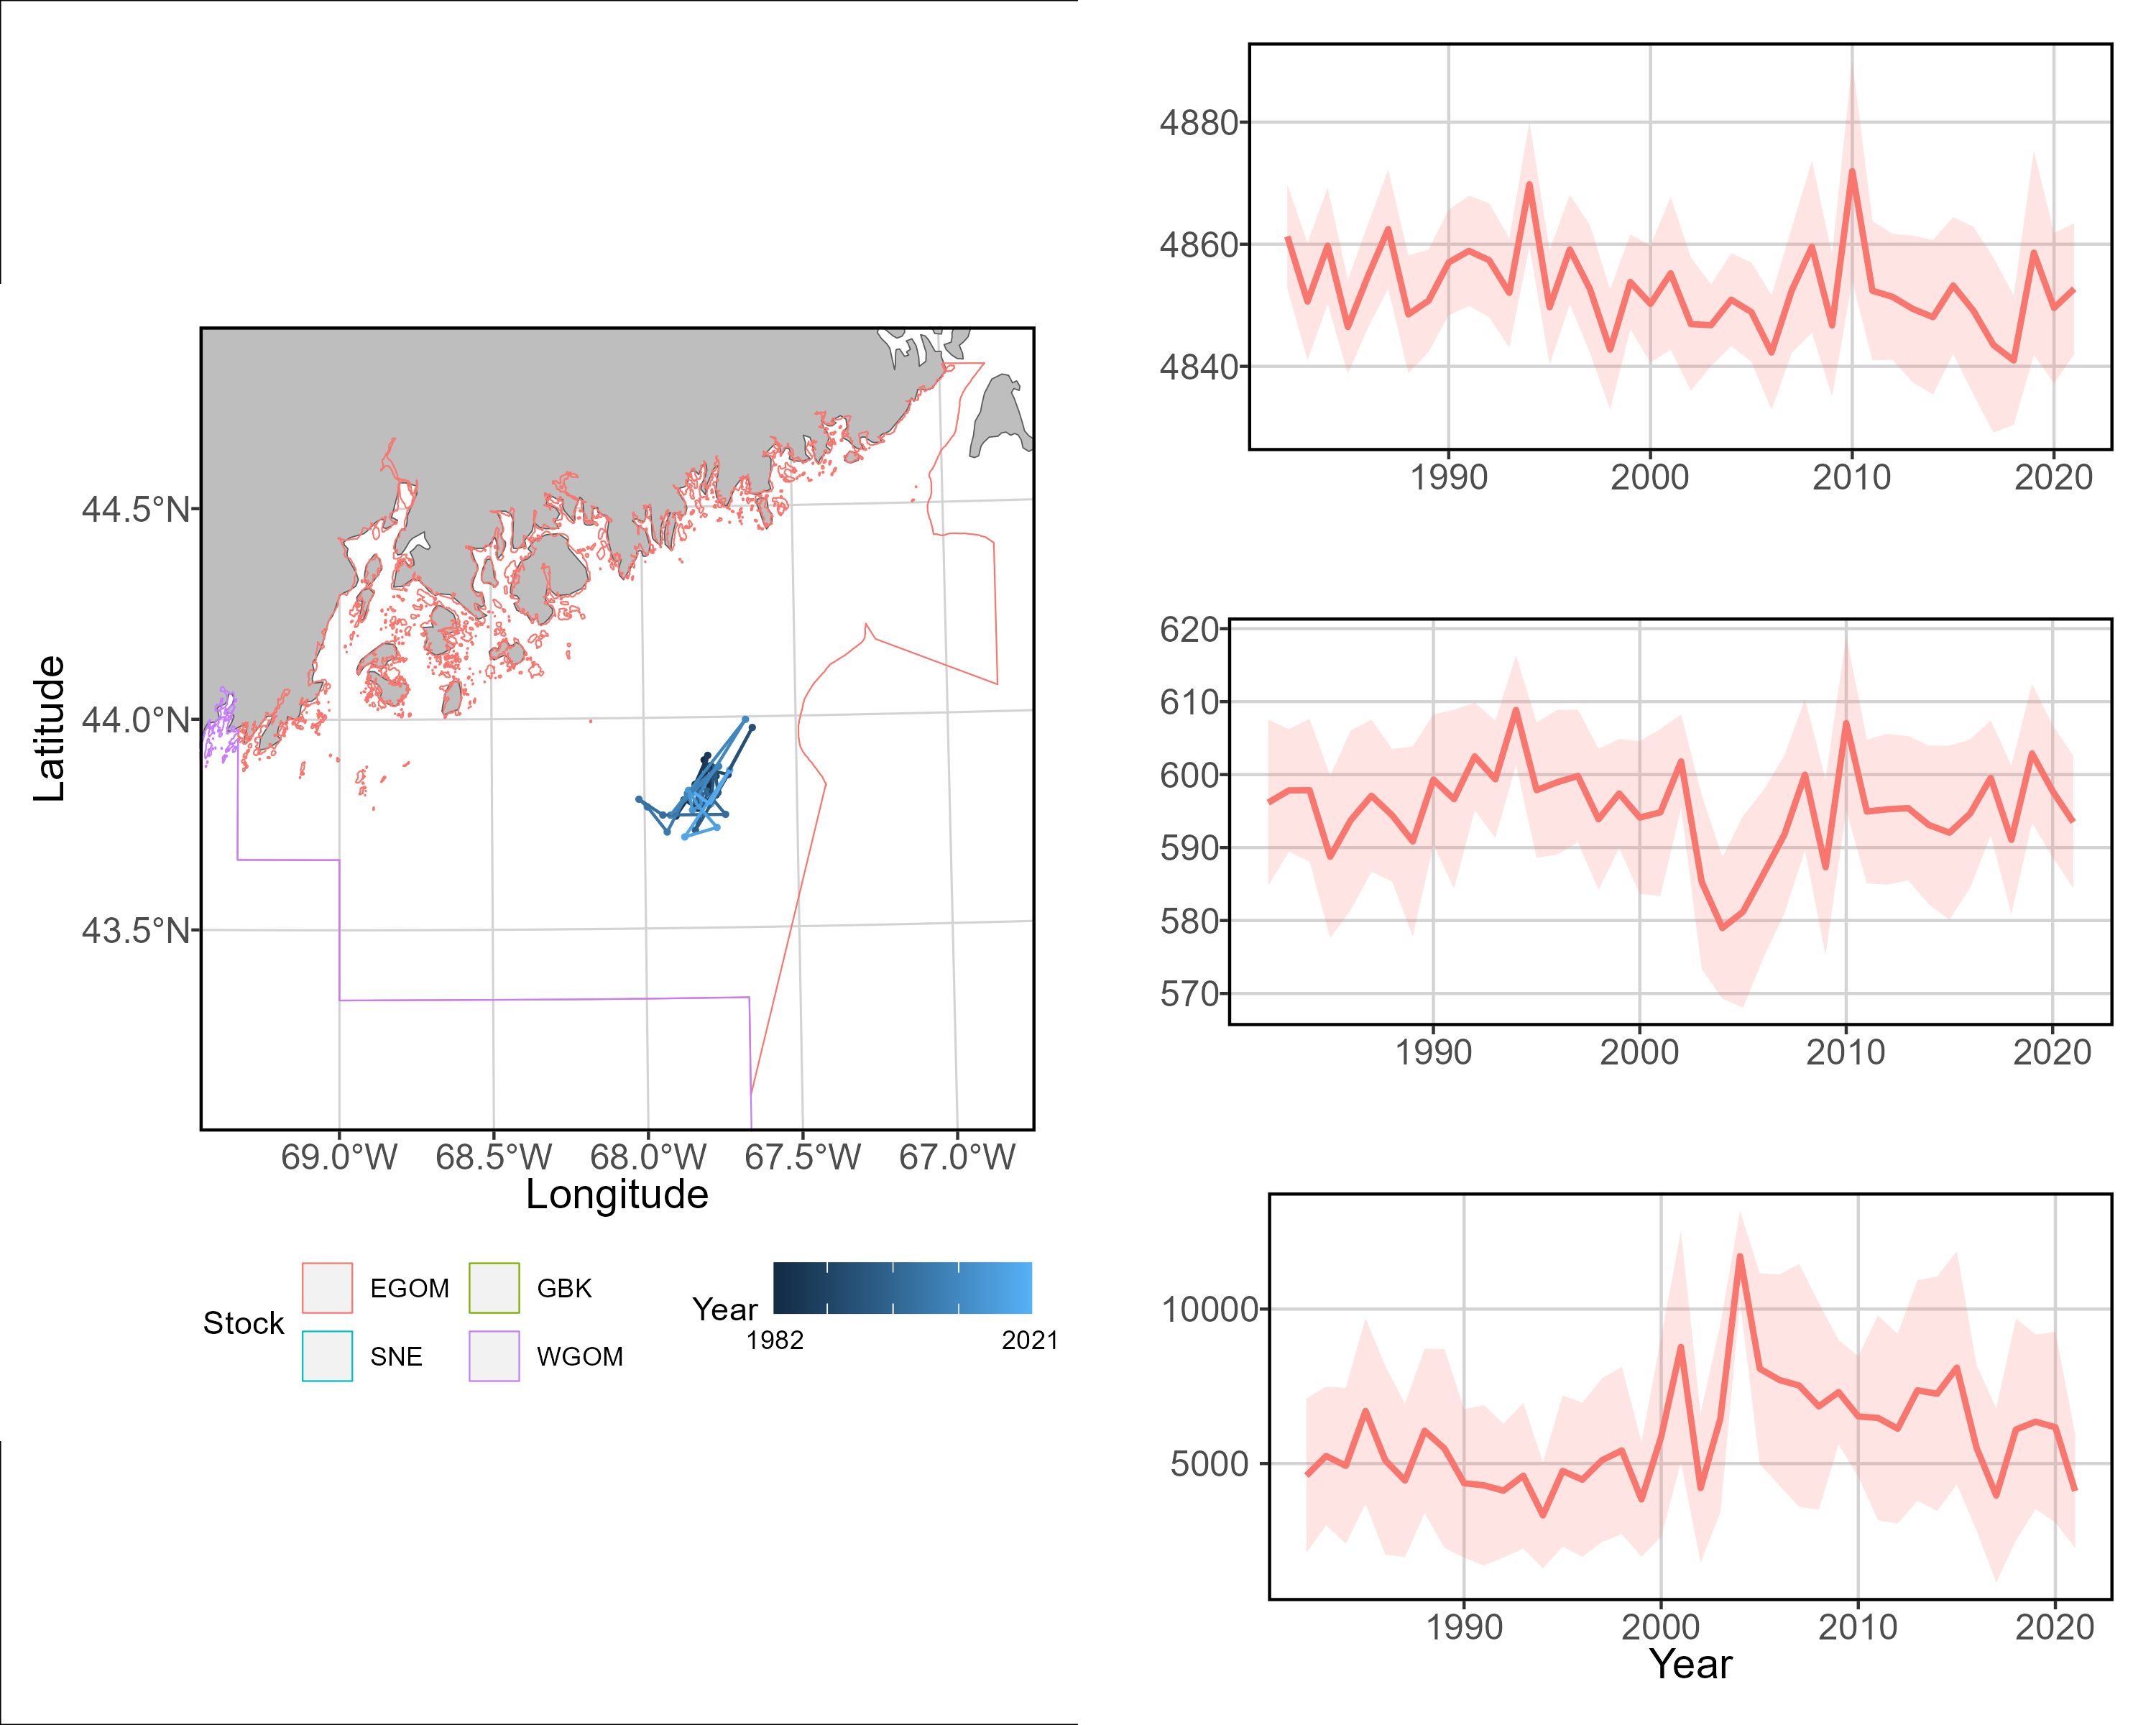 44.5°N
44.0°N
43.5°N
Latitude
69.0°W 68.5°W 68.0°W 67.5°W 67.0°W
Longitude
Stock
EGOM GBK
SNE WGOM
Year
1982 2021
4880
4860
4840
1990 2000 2010 2020
620
610
600
590
580
570
1990 2000 2010 2020
10000
5000
1990 2000 2010 2020
Year